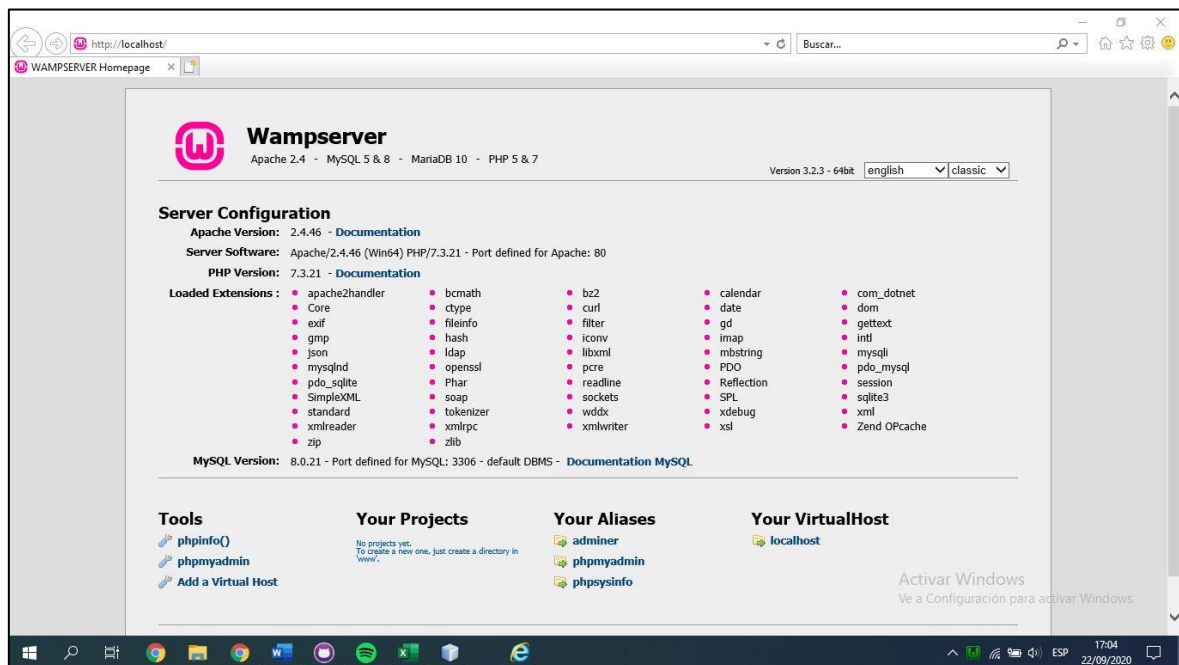 http://localhost/
Buscar...
WAMPSERVER Homepage
Wampserver
Apache 2.4 - MySQL 5 & 8 - MariaDB 10 - PHP 5 & 7
Version 3.2.3 - 64bit english classic
Server Configuration
Apache Version: 2.4.46 - Documentation
Server Software: Apache/2.4.46 (Win64) PHP/7.3.21 - Port defined for Apache: 80
PHP Version: 7.3.21 - Documentation
Loaded Extensions : apache2handler bcmath bz2 calendar com_dotnet
Core ctype curl date dom
exif fileinfo filter gd gettext
gmp hash iconv imap intl
json ldap libxml mbstring mysqli
mysqlnd openssl pcre PDO pdo_mysql
pdo_sqlite Phar readline Reflection session
SimpleXML soap sockets SPL sqlite3
standard tokenizer wddx xdebug xml
xmlreader xmlrpc xmlwriter xsl Zend OPcache
zip zlib
MySQL Version: 8.0.21 - Port defined for MySQL: 3306 - default DBMS - Documentation MySQL
Tools
phpinfo()
phpmyadmin
Add a Virtual Host
Your Projects
No projects yet.
To create a new one, just create a directory in
'www'.
Your Aliases
adminer
phpmyadmin
phpsysinfo
Your VirtualHost
localhost
Activar Windows
Ve a Configuración para activar Windows.
ESP
17:04
22/09/2020